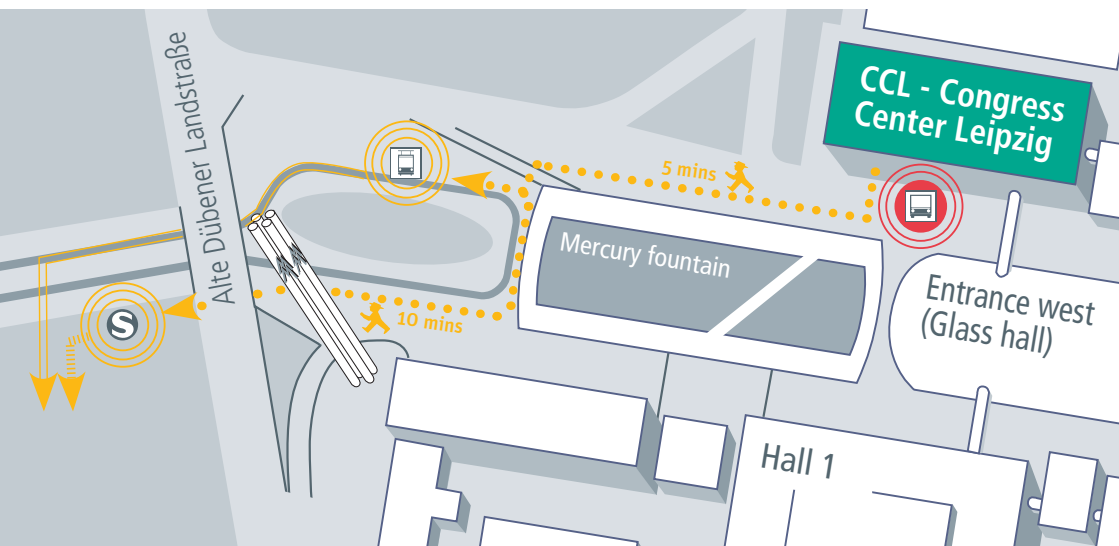 Alte Dübener Landstraße
CCL - Congress
Center Leipzig
5 mins
Mercury fountain
Entrance west
(Glass hall)
S
10 mins
Hall 1